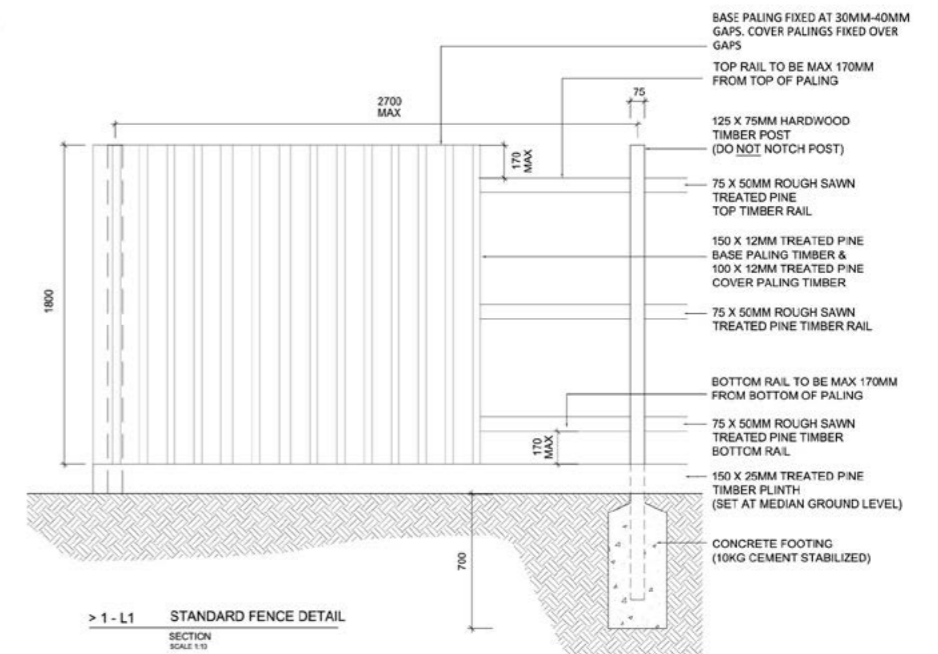 BASE PALING FIXED AT 30MM-40MM
GAPS. COVER PALINGS FIXED OVER
GAPS
TOP RAIL TO BE MAX 170MM
FROM TOP OF PALING
75
2700
MAX
125 X 75MM HARDWOOD
TIMBER POST
(DO NOT NOTCH POST)
170
MAX
75 X 50MM ROUGH SAWN
TREATED PINE
TOP TIMBER RAIL
150 X 12MM TREATED PINE
BASE PALING TIMBER &
100 X 12MM TREATED PINE
COVER PALING TIMBER
1800
75 X 50MM ROUGH SAWN
TREATED PINE TIMBER RAIL
BOTTOM RAIL TO BE MAX 170MM
FROM BOTTOM OF PALING
75 X 50MM ROUGH SAWN
TREATED PINE TIMBER
BOTTOM RAIL
170
MAX
150 X 25MM TREATED PINE
TIMBER PLINTH
(SET AT MEDIAN GROUND LEVEL)
700
CONCRETE FOOTING
(10KG CEMENT STABILIZED)
> 1 - L1 STANDARD FENCE DETAIL
SECTION
SCALE 1:10